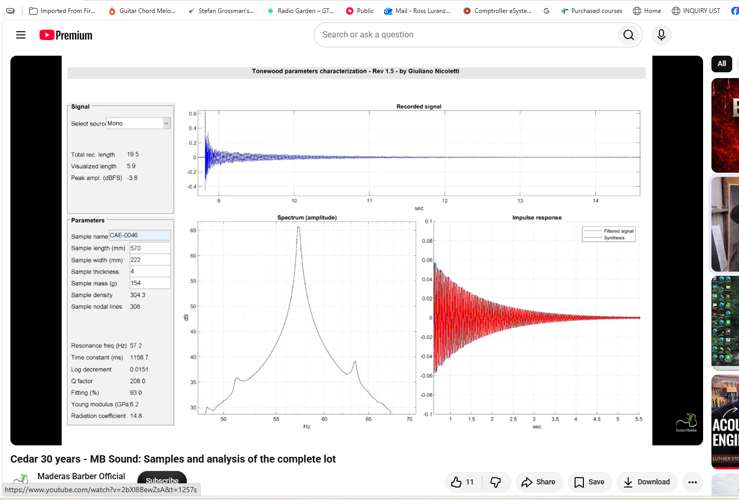 Imported From Fir...
Guitar Chord Melo...
Stefan Grossman's...
Radio Garden – GT...
Public
Mail - Ross Luranz...
Comptroller eSyste...
Purchased courses
Home
INQUIRY LIST
Premium
Search or ask a question
All
Tonewood parameters characterization - Rev 1.5 - by Giuliano Nicoletti
Signal
Select sourc Mono
Total rec. length 19.5
Visualized length 5.9
Peak ampl. (dBFS) -3.8
Recorded signal
0.6
0.4
0.2
0
-0.2
-0.4
9 10 11 12 13 14
sec
Parameters
Sample name CAE-0046
Sample length (mm) 570
Sample width (mm) 222
Sample thickness 4
Sample mass (g) 154
Sample density 304.3
Sample nodal lines 308
Resonance freq (Hz) 57.2
Time constant (ms) 1156.7
Log decrement 0.0151
Q factor 208.0
Fitting (%) 93.0
Young modulus (GPa 6.2
Radiation coefficient 14.8
Spectrum (amplitude)
65
60
55
50
45
40
35
30
dB
50 55 60 65 70
Hz
Impulse response
Filtered signal
Synthesis
0.1
0.08
0.06
0.04
0.02
0
-0.02
-0.04
-0.06
-0.08
-0.1
1 1.5 2 2.5 3 3.5 4 4.5 5 5.5
sec
Cedar 30 years - MB Sound: Samples and analysis of the complete lot
Maderas Barber Official
Subscribe
11
Share
Save
Download
https://www.youtube.com/watch?v=2bXl88ewZsA&t=1257s